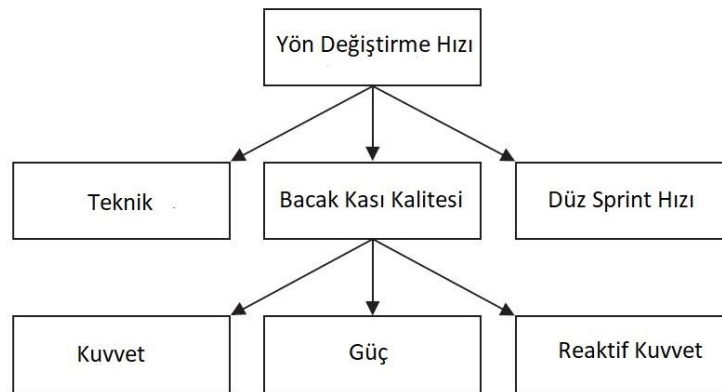 Yön Değiştirme Hızı
Teknik
Bacak Kası Kalitesi
Düz Sprint Hızı
Kuvvet
Güç
Reaktif Kuvvet